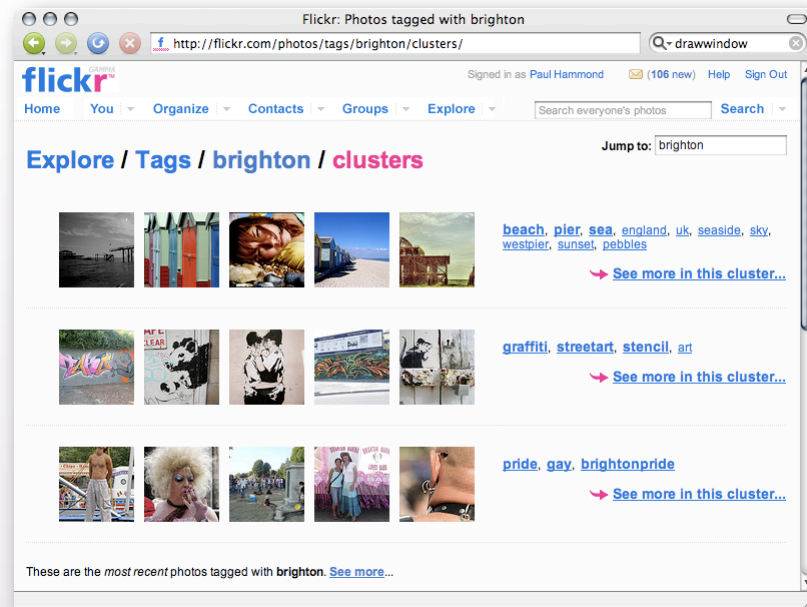 Flickr: Photos tagged with brighton
http://flickr.com/photos/tags/brighton/clusters/
drawwindow
flickr™ GAMMA
Signed in as Paul Hammond (106 new) Help Sign Out
Home You Organize Contacts Groups Explore Search everyone's photos Search
Jump to: brighton
Explore / Tags / brighton / clusters
beach, pier, sea, england, uk, seaside, sky,
westpier, sunset, pebbles
See more in this cluster...
graffiti, streetart, stencil, art
See more in this cluster...
pride, gay, brightonpride
See more in this cluster...
These are the most recent photos tagged with brighton. See more...